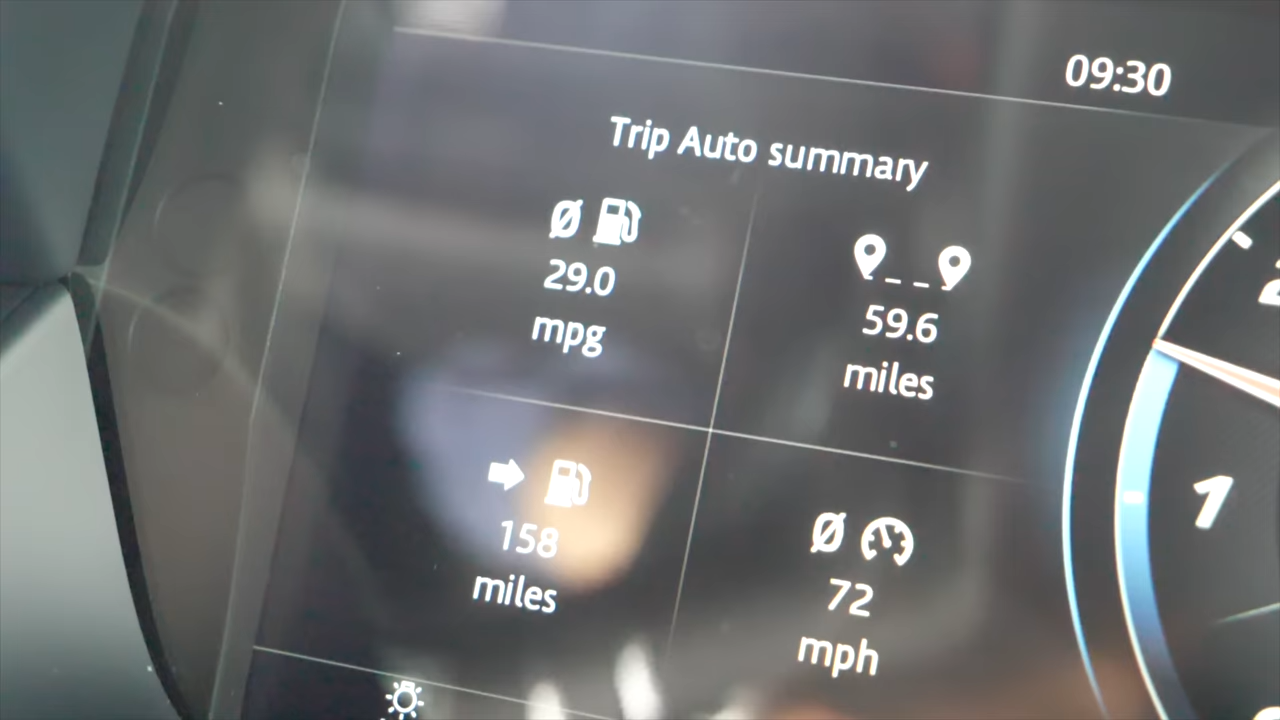 09:30
Trip Auto summary
Ø
29.0
mpg
59.6
miles
158
miles
Ø
72
mph
1